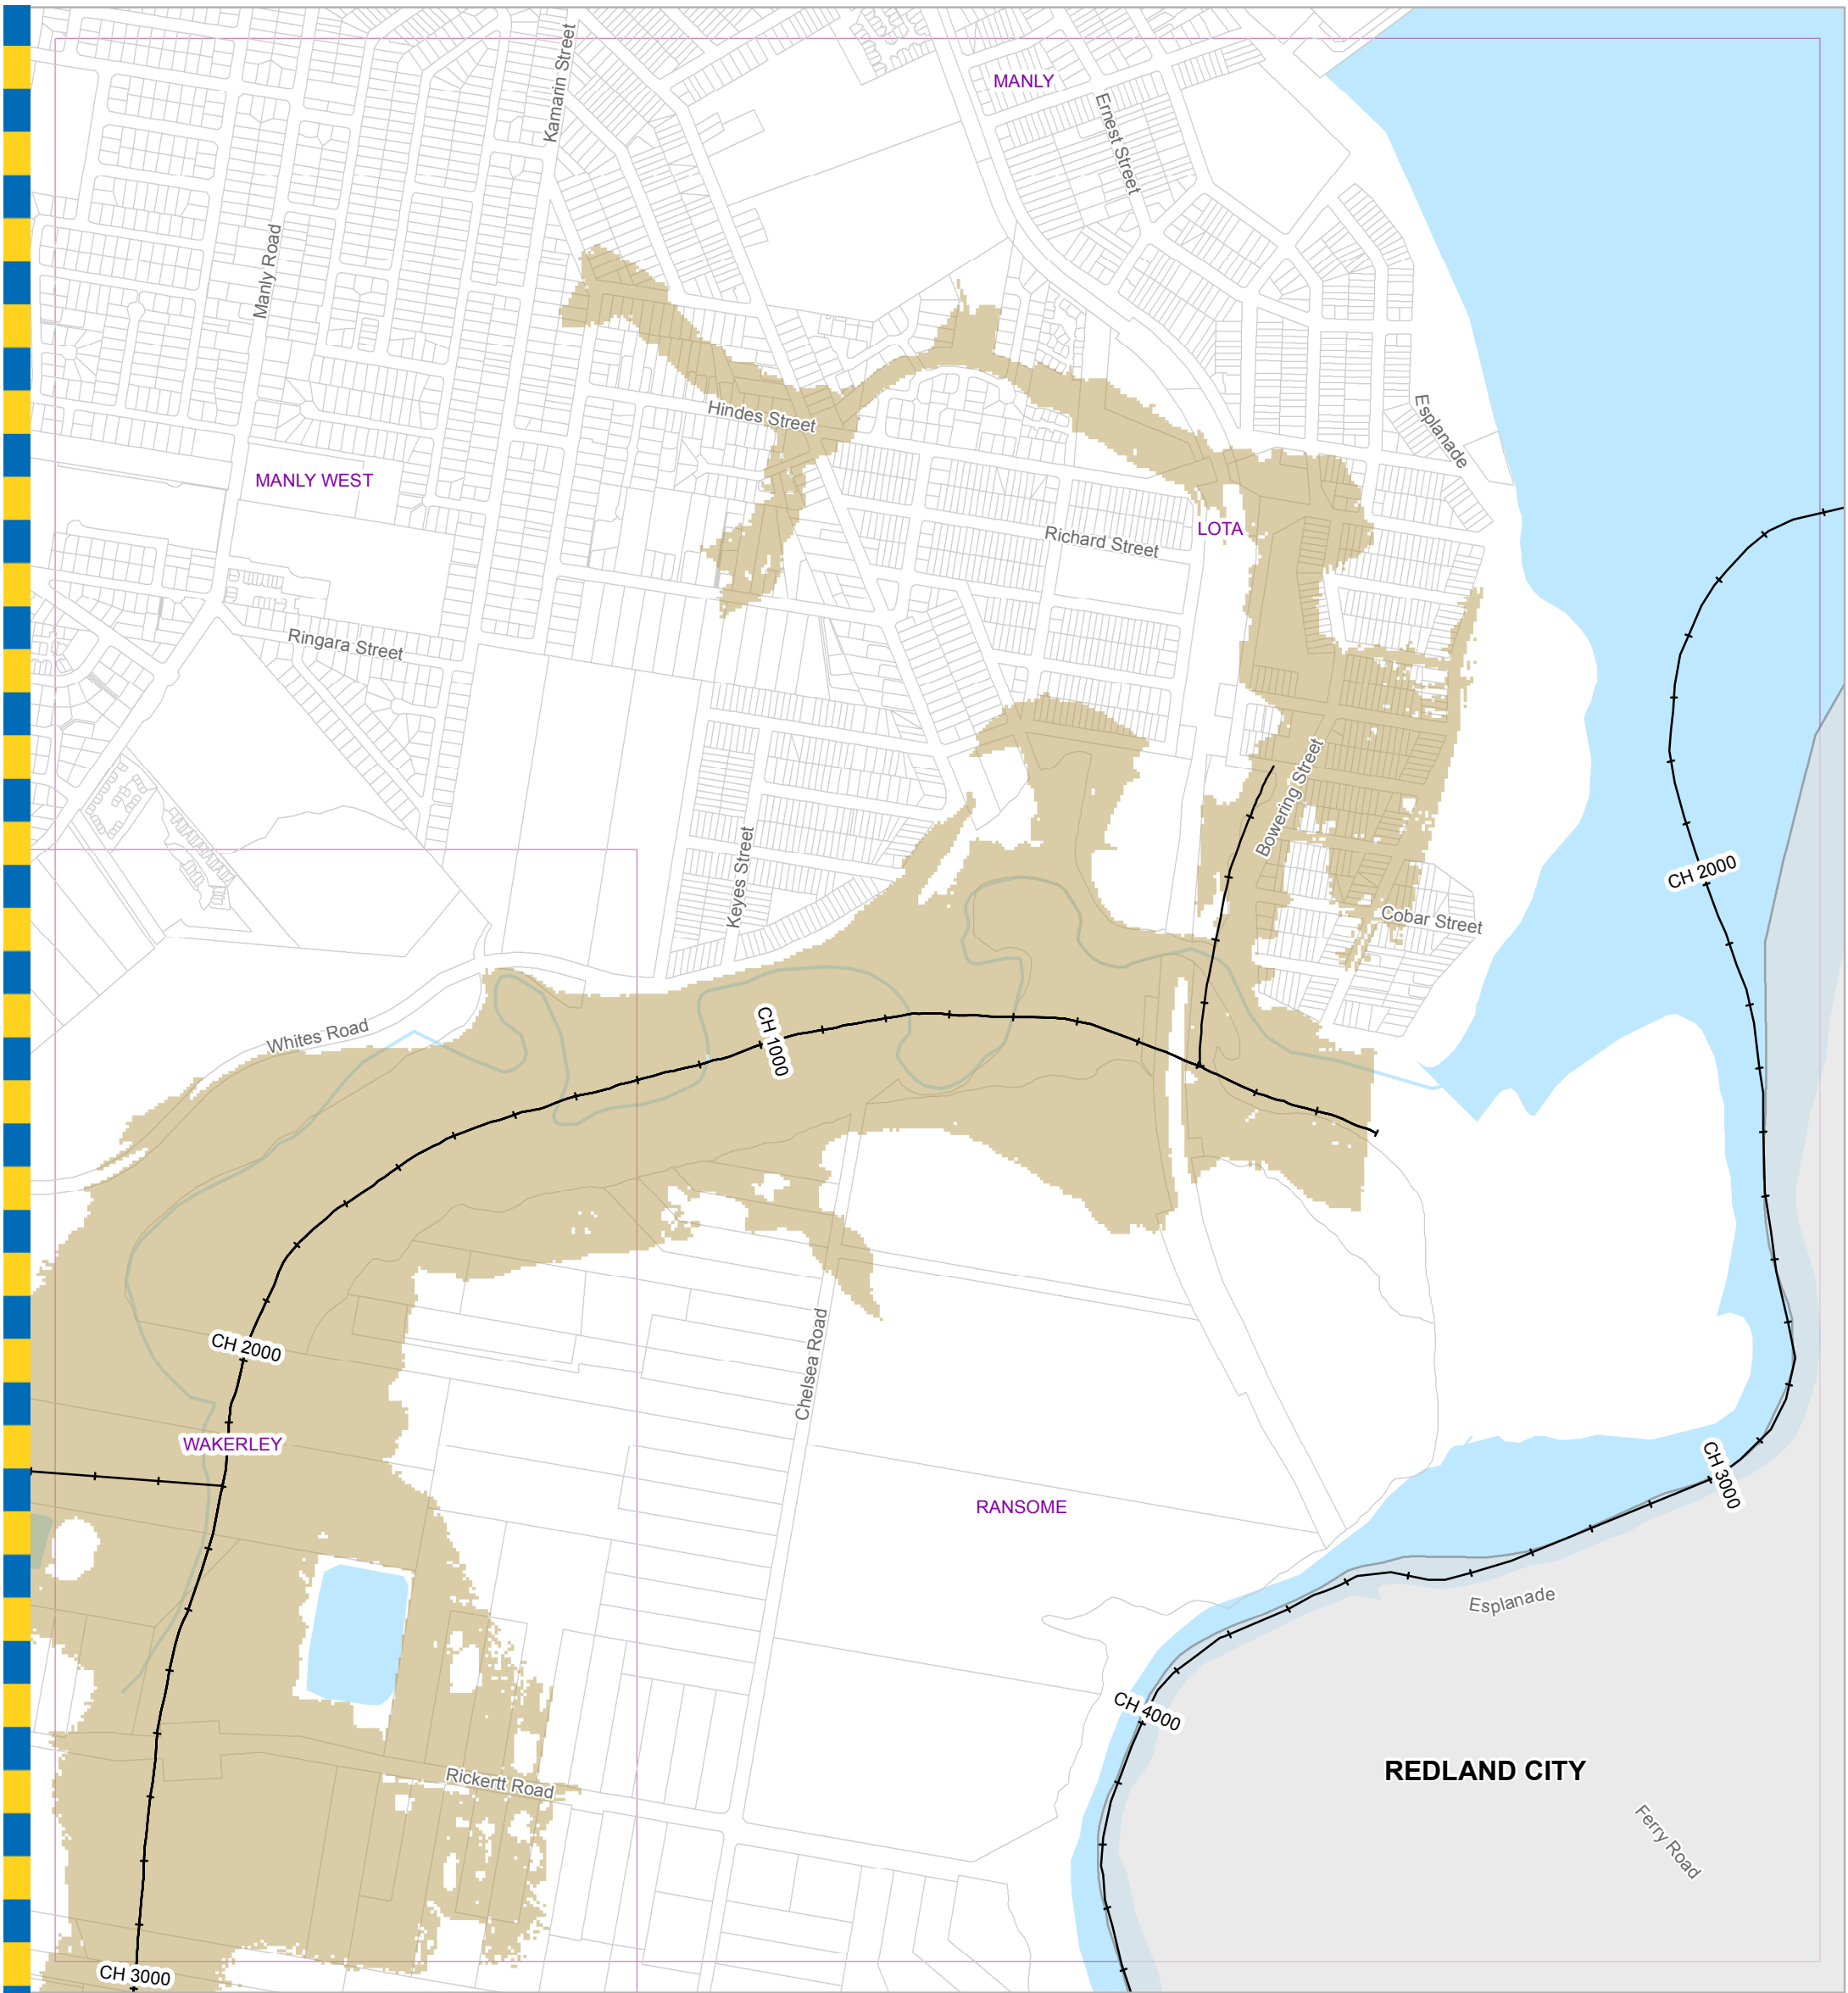 Kamarin Street
MANLY
Ernest Street
Manly Road
Hindes Street
Esplanade
MANLY WEST
LOTA
Richard Street
Ringara Street
Bowering Street
Keyes Street
CH 2000
Cobar Street
Whites Road
CH 1000
CH 2000
Chelsea Road
WAKERLEY
CH 3000
RANSOME
Esplanade
CH 4000
REDLAND CITY
Rickertt Road
Ferry Road
CH 3000